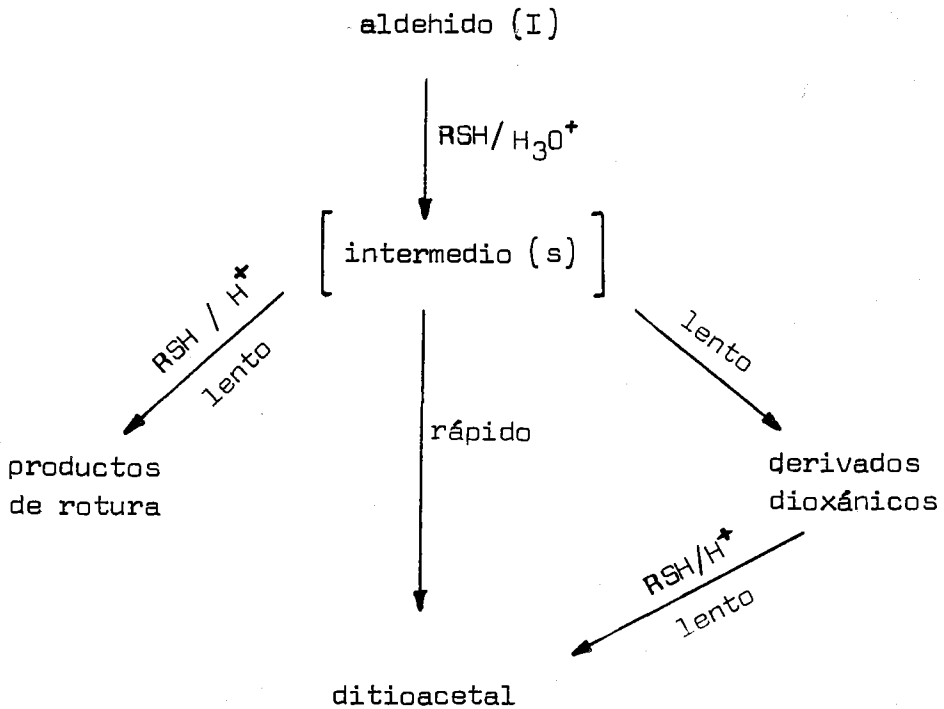 aldehido (I)
RSH/ H3O+
[ intermedio (s) ]
RSH / H+
lento
rápido
lento
productos
de rotura
derivados
dioxánicos
RSH/H+
lento
ditioacetal